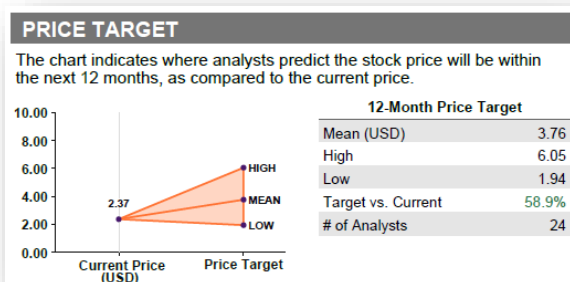 PRICE TARGET
The chart indicates where analysts predict the stock price will be within
the next 12 months, as compared to the current price.
10.00
8.00
6.00
4.00
2.00
0.00
2.37
HIGH
MEAN
LOW
Current Price
(USD)
Price Target
12-Month Price Target
Mean (USD) 3.76
High 6.05
Low 1.94
Target vs. Current 58.9%
# of Analysts 24